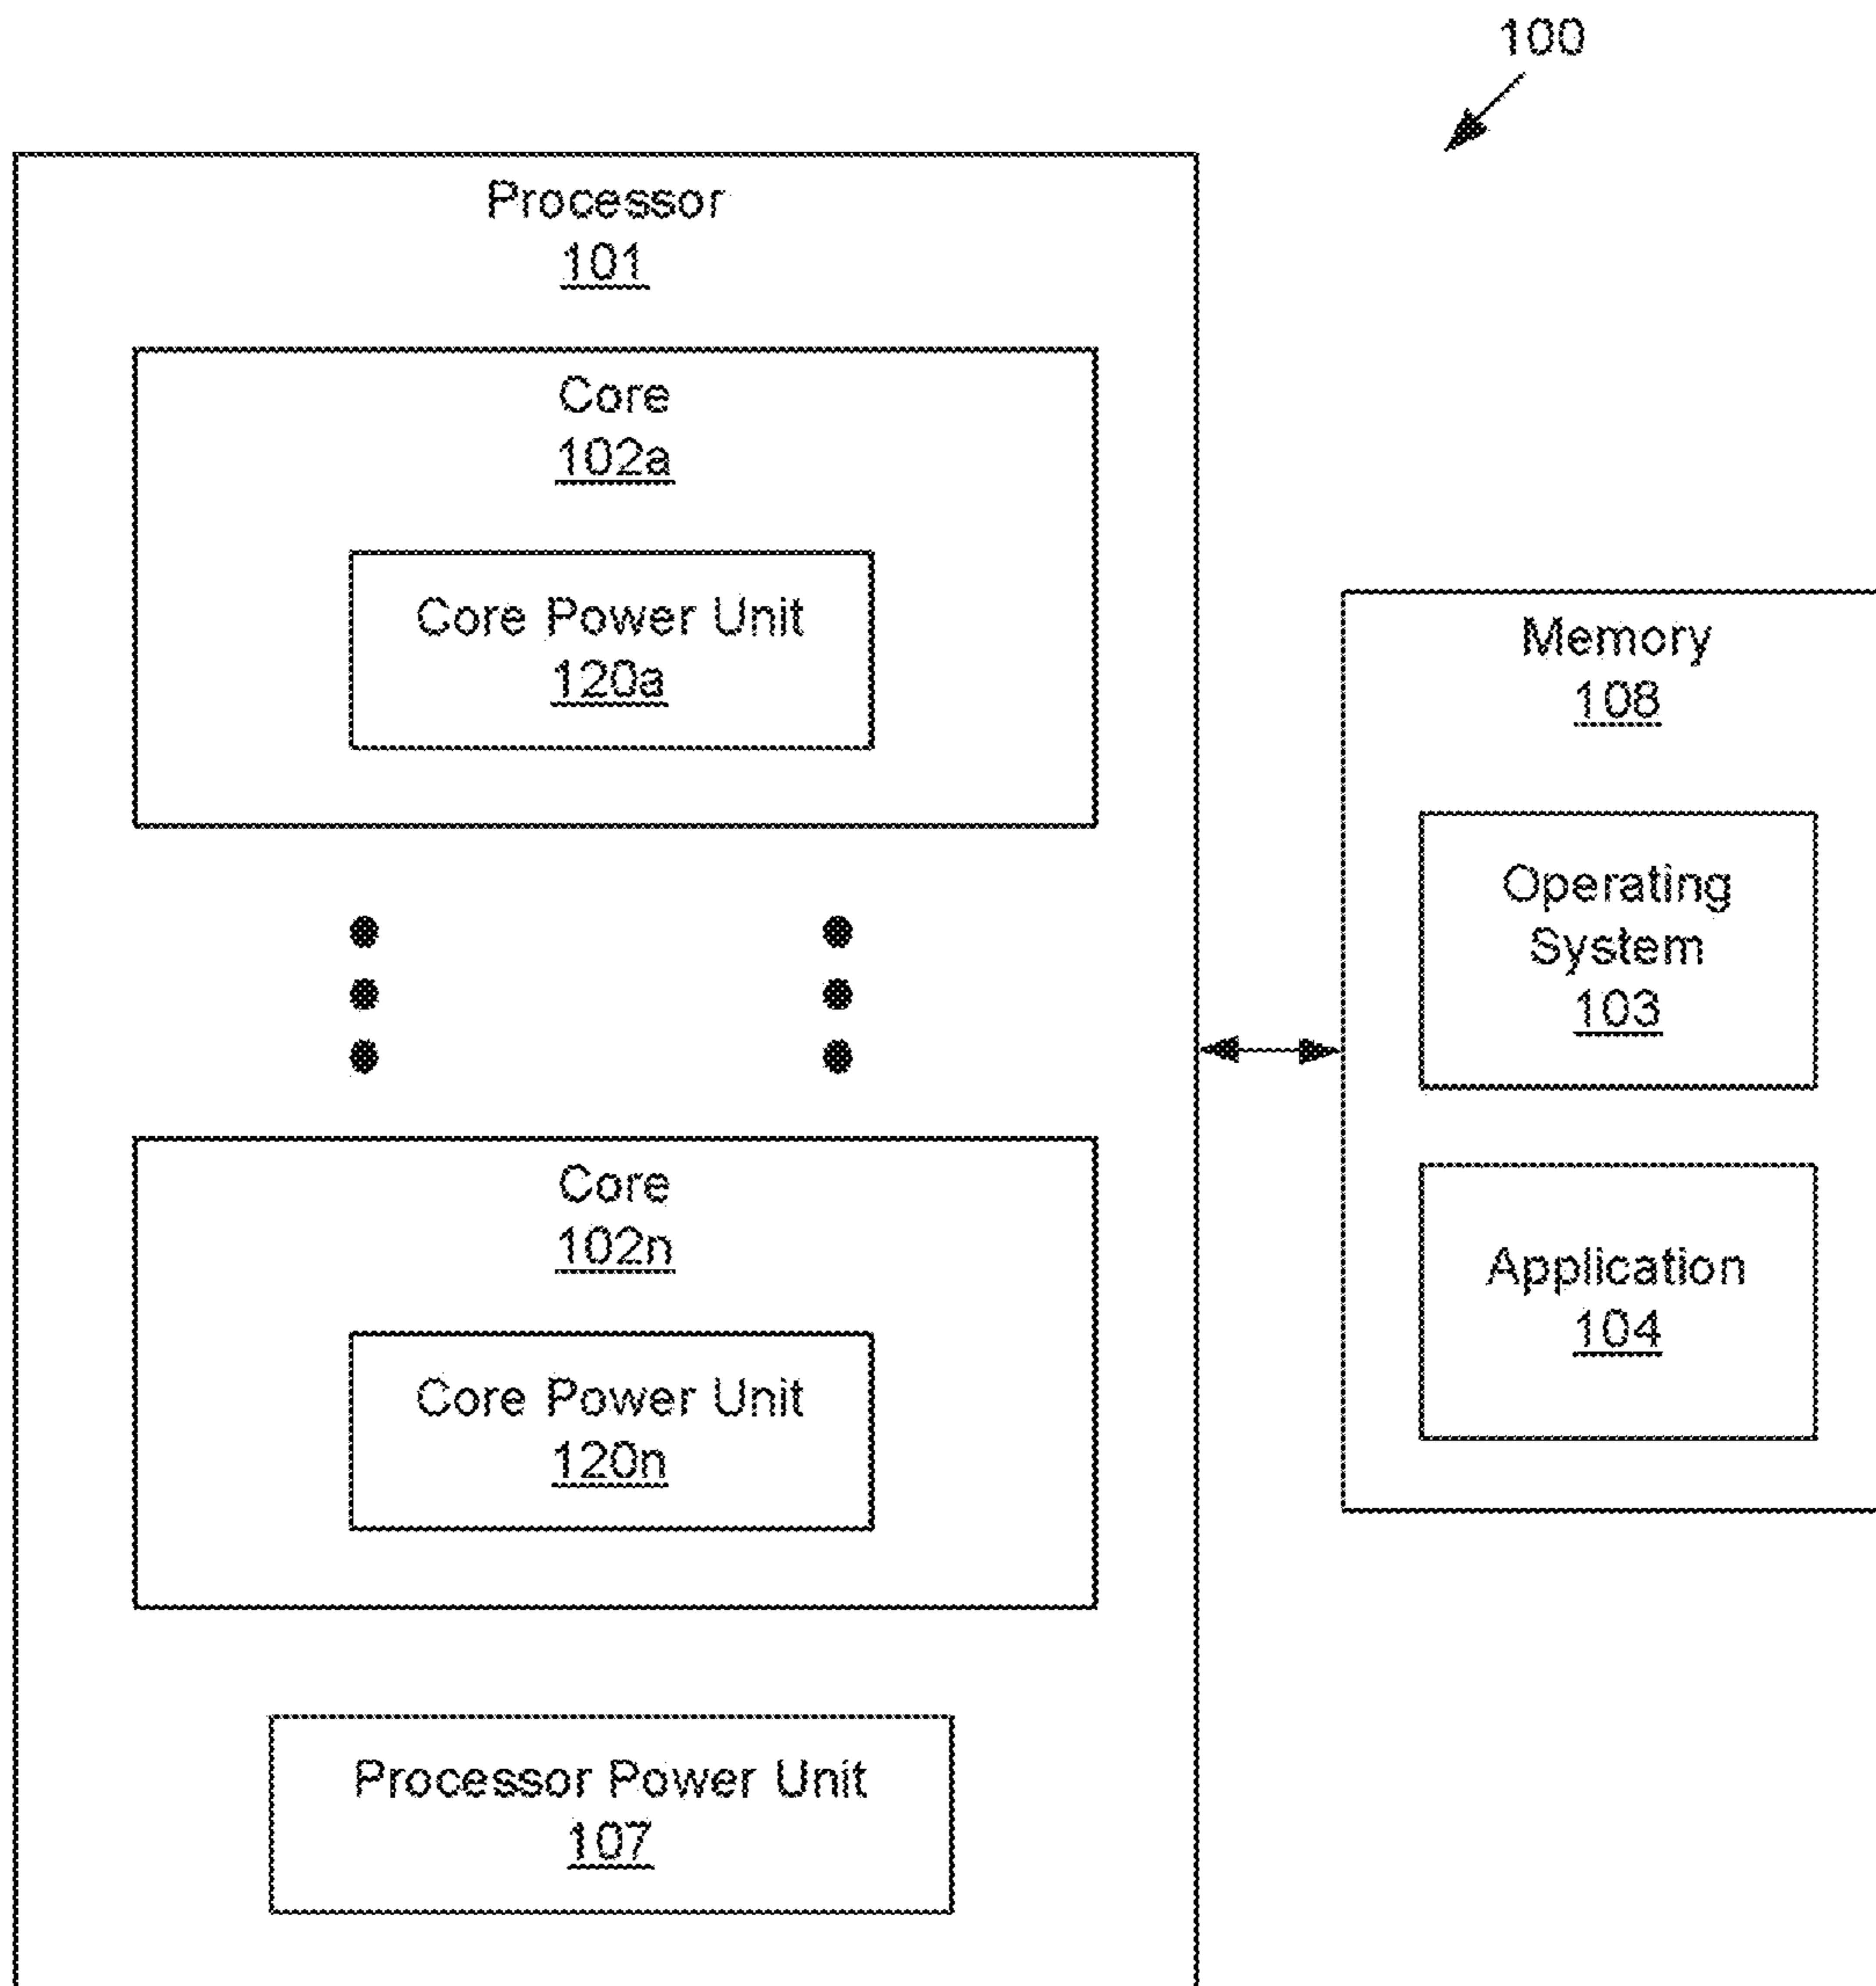 100
Processor
101
Core
102a
Core Power Unit
120a
Core
102n
Core Power Unit
120n
Processor Power Unit
107
Memory
108
Operating
System
103
Application
104